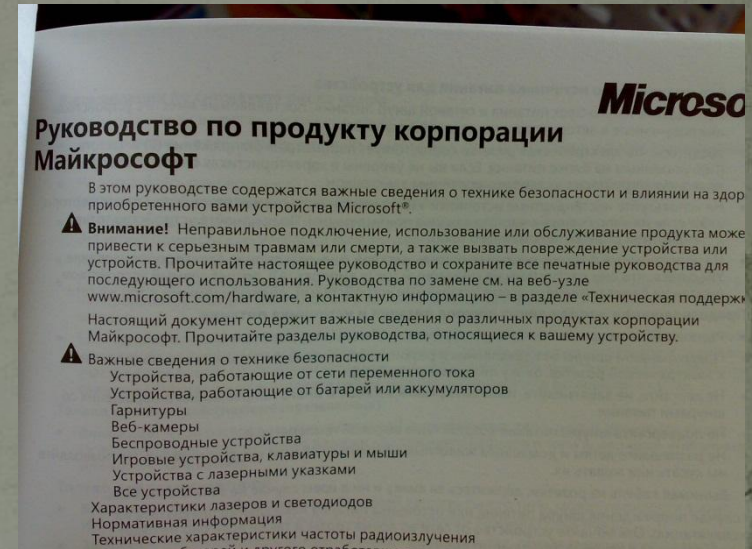 Microso
Руководство по продукту корпорации
Майкрософт
В этом руководстве содержатся важные сведения о технике безопасности и влиянии на здор
приобретенного вами устройства Microsoft®.
Внимание! Неправильное подключение, использование или обслуживание продукта може
привести к серьезным травмам или смерти, а также вызвать повреждение устройства или
устройств. Прочитайте настоящее руководство и сохраните все печатные руководства для
последующего использования. Руководства по замене см. на веб-узле
www.microsoft.com/hardware, а контактную информацию – в разделе «Техническая поддержк
Настоящий документ содержит важные сведения о различных продуктах корпорации
Майкрософт. Прочитайте разделы руководства, относящиеся к вашему устройству.
Важные сведения о технике безопасности
Устройства, работающие от сети переменного тока
Устройства, работающие от батарей или аккумуляторов
Гарнитуры
Веб-камеры
Беспроводные устройства
Игровые устройства, клавиатуры и мыши
Устройства с лазерными указками
Все устройства
Характеристики лазеров и светодиодов
Нормативная информация
Технические характеристики частоты радиоизлучения